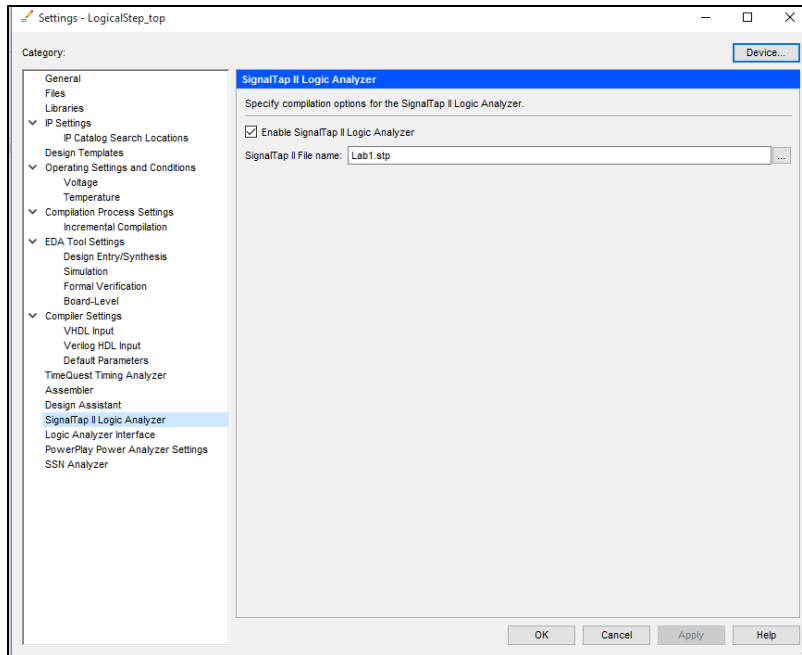 Settings - LogicalStep_top
Category:
Device...
General
Files
Libraries
IP Settings
IP Catalog Search Locations
Design Templates
Operating Settings and Conditions
Voltage
Temperature
Compilation Process Settings
Incremental Compilation
EDA Tool Settings
Design Entry/Synthesis
Simulation
Formal Verification
Board-Level
Compiler Settings
VHDL Input
Verilog HDL Input
Default Parameters
TimeQuest Timing Analyzer
Assembler
Design Assistant
SignalTap II Logic Analyzer
Logic Analyzer Interface
PowerPlay Power Analyzer Settings
SSN Analyzer
SignalTap II Logic Analyzer
Specify compilation options for the SignalTap II Logic Analyzer.
Enable SignalTap II Logic Analyzer
SignalTap II File name: Lab1.stp ...
OK Cancel Apply Help